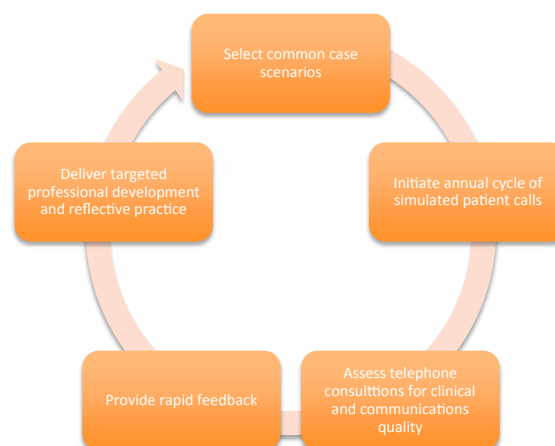 Select common case
scenarios
Initiate annual cycle of
simulated patient calls
Assess telephone
consulttions for clinical
and communications
quality
Provide rapid feedback
Deliver targeted
professional development
and reflective practice